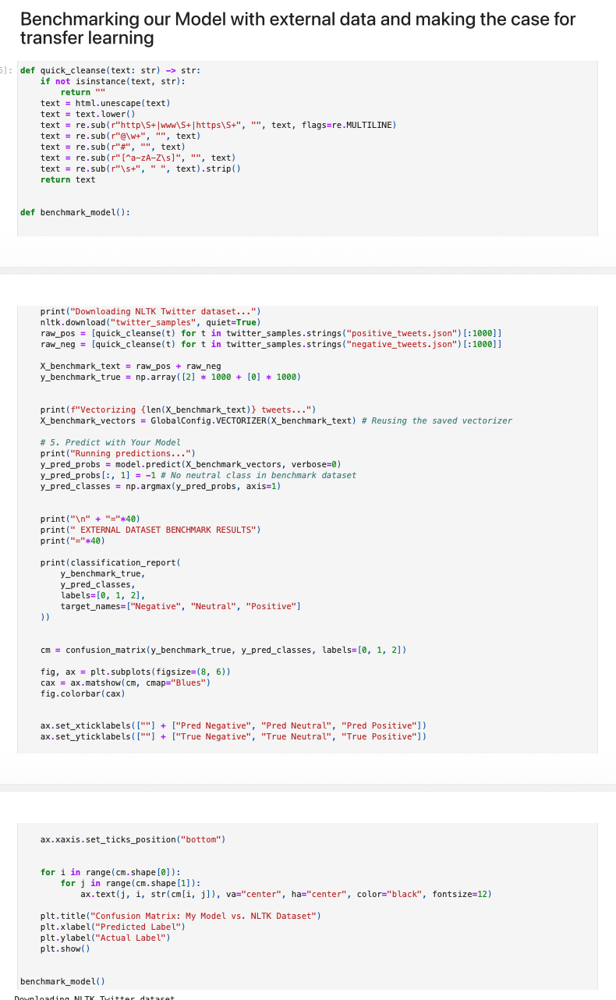 Benchmarking our Model with external data and making the case for
transfer learning
5]:
def quick_cleanse(text: str) -> str:
    if not isinstance(text, str):
        return ""
    text = html.unescape(text)
    text = text.lower()
    text = re.sub(r"http\S+|www\S+|https\S+", "", text, flags=re.MULTILINE)
    text = re.sub(r"@\w+", "", text)
    text = re.sub(r"#", "", text)
    text = re.sub(r"[^a-zA-Z\s]", "", text)
    text = re.sub(r"\s+", " ", text).strip()
    return text
def benchmark_model():
    print("Downloading NLTK Twitter dataset...")
    nltk.download("twitter_samples", quiet=True)
    raw_pos = [quick_cleanse(t) for t in twitter_samples.strings("positive_tweets.json")[:1000]]
    raw_neg = [quick_cleanse(t) for t in twitter_samples.strings("negative_tweets.json")[:1000]]
    X_benchmark_text = raw_pos + raw_neg
    y_benchmark_true = np.array([2] * 1000 + [0] * 1000)
    print(f"Vectorizing {len(X_benchmark_text)} tweets...")
    X_benchmark_vectors = GlobalConfig.VECTORIZER(X_benchmark_text) # Reusing the saved vectorizer
    # 5. Predict with Your Model
    print("Running predictions...")
    y_pred_probs = model.predict(X_benchmark_vectors, verbose=0)
    y_pred_probs[:, 1] = -1 # No neutral class in benchmark dataset
    y_pred_classes = np.argmax(y_pred_probs, axis=1)
    print("\n" + "="*40)
    print(" EXTERNAL DATASET BENCHMARK RESULTS")
    print("="*40)
    print(classification_report(
        y_benchmark_true,
        y_pred_classes,
        labels=[0, 1, 2],
        target_names=["Negative", "Neutral", "Positive"]
    ))
    cm = confusion_matrix(y_benchmark_true, y_pred_classes, labels=[0, 1, 2])
    fig, ax = plt.subplots(figsize=(8, 6))
    cax = ax.matshow(cm, cmap="Blues")
    fig.colorbar(cax)
    ax.set_xticklabels([""] + ["Pred Negative", "Pred Neutral", "Pred Positive"])
    ax.set_yticklabels([""] + ["True Negative", "True Neutral", "True Positive"])
    ax.xaxis.set_ticks_position("bottom")
    for i in range(cm.shape[0]):
        for j in range(cm.shape[1]):
            ax.text(j, i, str(cm[i, j]), va="center", ha="center", color="black", fontsize=12)
    plt.title("Confusion Matrix: My Model vs. NLTK Dataset")
    plt.xlabel("Predicted Label")
    plt.ylabel("Actual Label")
    plt.show()
benchmark_model()
Downloading NLTK Twitter dataset